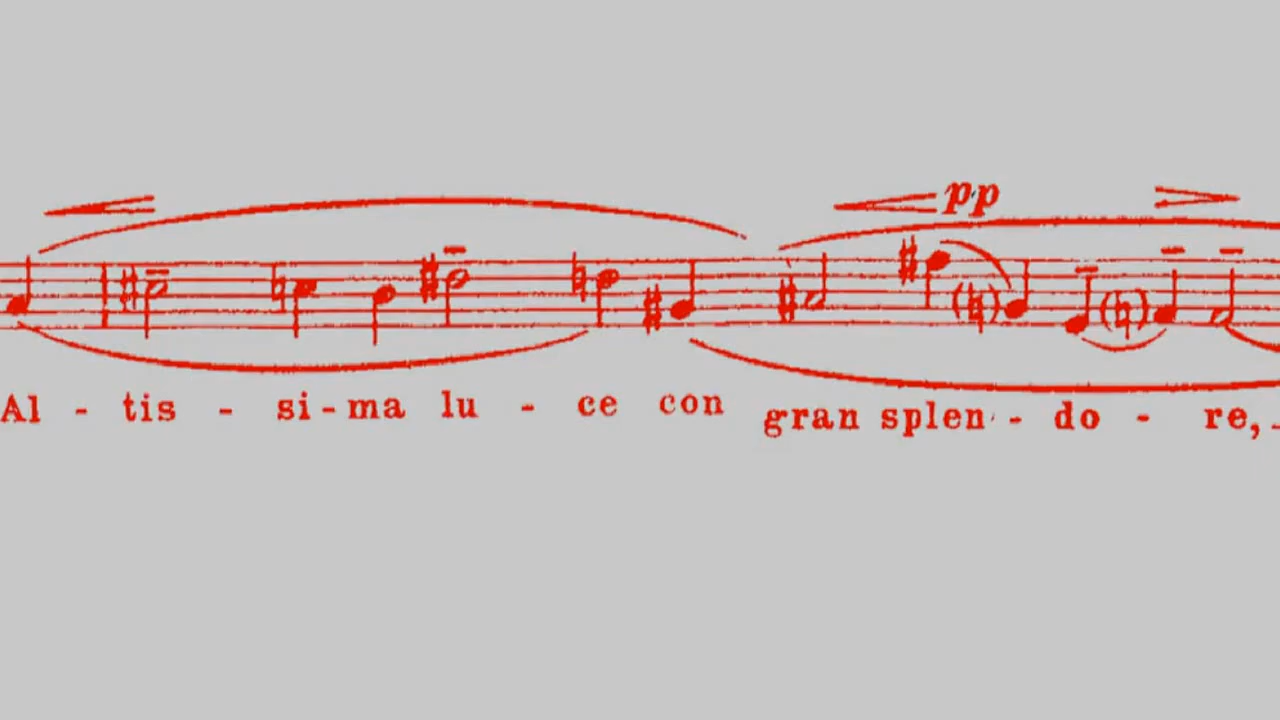 pp
Al - tis - si - ma lu - ce con gran splen - do - re,